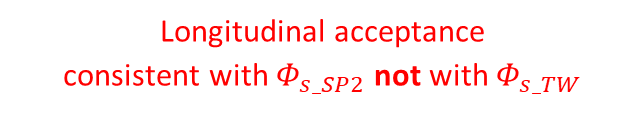 Longitudinal acceptance
consistent with Φs_SP2 not with Φs_TW